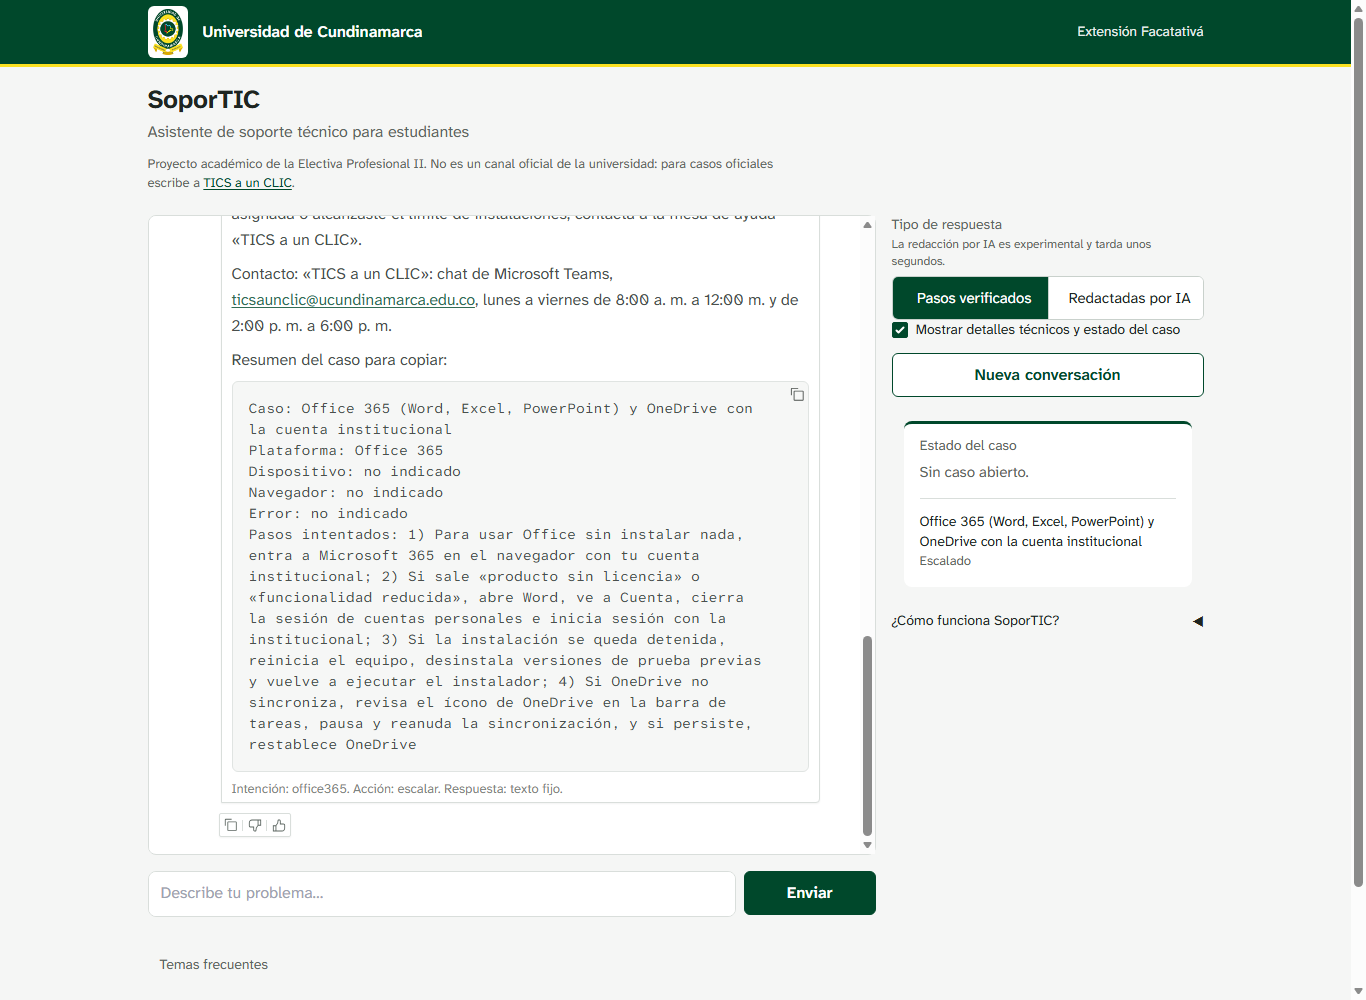 Universidad de Cundinamarca
Extensión Facatativá
SoporTIC
Asistente de soporte técnico para estudiantes
Proyecto académico de la Electiva Profesional II. No es un canal oficial de la universidad: para casos oficiales
escribe a TICS a un CLIC.
asignada o alcanzaste el límite de instalaciones, contacta a la mesa de ayuda
«TICS a un CLIC».
Contacto: «TICS a un CLIC»: chat de Microsoft Teams,
ticsaunclic@ucundinamarca.edu.co, lunes a viernes de 8:00 a. m. a 12:00 m. y de
2:00 p. m. a 6:00 p. m.
Resumen del caso para copiar:
Caso: Office 365 (Word, Excel, PowerPoint) y OneDrive con
la cuenta institucional
Plataforma: Office 365
Dispositivo: no indicado
Navegador: no indicado
Error: no indicado
Pasos intentados: 1) Para usar Office sin instalar nada,
entra a Microsoft 365 en el navegador con tu cuenta
institucional; 2) Si sale «producto sin licencia» o
«funcionalidad reducida», abre Word, ve a Cuenta, cierra
la sesión de cuentas personales e inicia sesión con la
institucional; 3) Si la instalación se queda detenida,
reinicia el equipo, desinstala versiones de prueba previas
y vuelve a ejecutar el instalador; 4) Si OneDrive no
sincroniza, revisa el ícono de OneDrive en la barra de
tareas, pausa y reanuda la sincronización, y si persiste,
restablece OneDrive
Intención: office365. Acción: escalar. Respuesta: texto fijo.
Describe tu problema...
Enviar
Temas frecuentes
Tipo de respuesta
La redacción por IA es experimental y tarda unos
segundos.
Pasos verificados
Redactadas por IA
Mostrar detalles técnicos y estado del caso
Nueva conversación
Estado del caso
Sin caso abierto.
Office 365 (Word, Excel, PowerPoint) y
OneDrive con la cuenta institucional
Escalado
¿Cómo funciona SoporTIC?